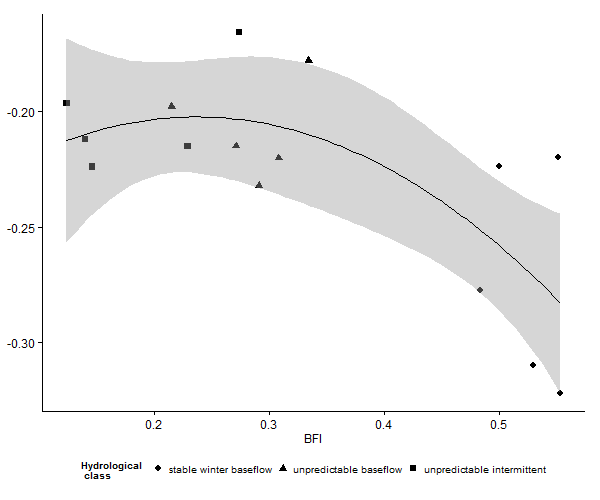 -0.20
-0.25
-0.30
0.2 0.3 0.4 0.5
BFI
Hydrological
class
stable winter baseflow unpredictable baseflow unpredictable intermittent